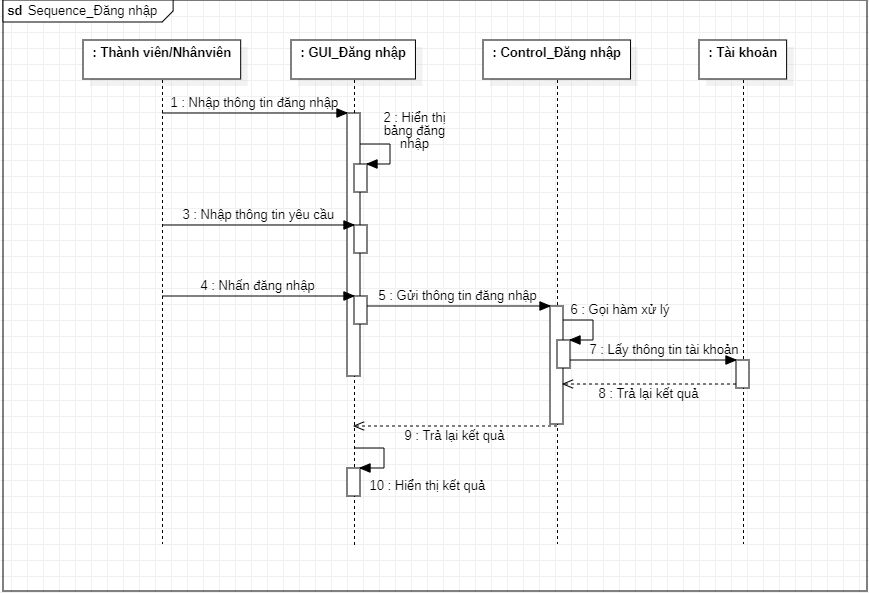 sd Sequence_Đăng nhập
: Thành viên/Nhânviên
: GUI_Đăng nhập
: Control_Đăng nhập
: Tài khoản
1 : Nhập thông tin đăng nhập
2 : Hiển thị
bảng đăng
nhập
3 : Nhập thông tin yêu cầu
4 : Nhấn đăng nhập
5 : Gửi thông tin đăng nhập
6 : Gọi hàm xử lý
7 : Lấy thông tin tài khoản
8 : Trả lại kết quả
9 : Trả lại kết quả
10 : Hiển thị kết quả